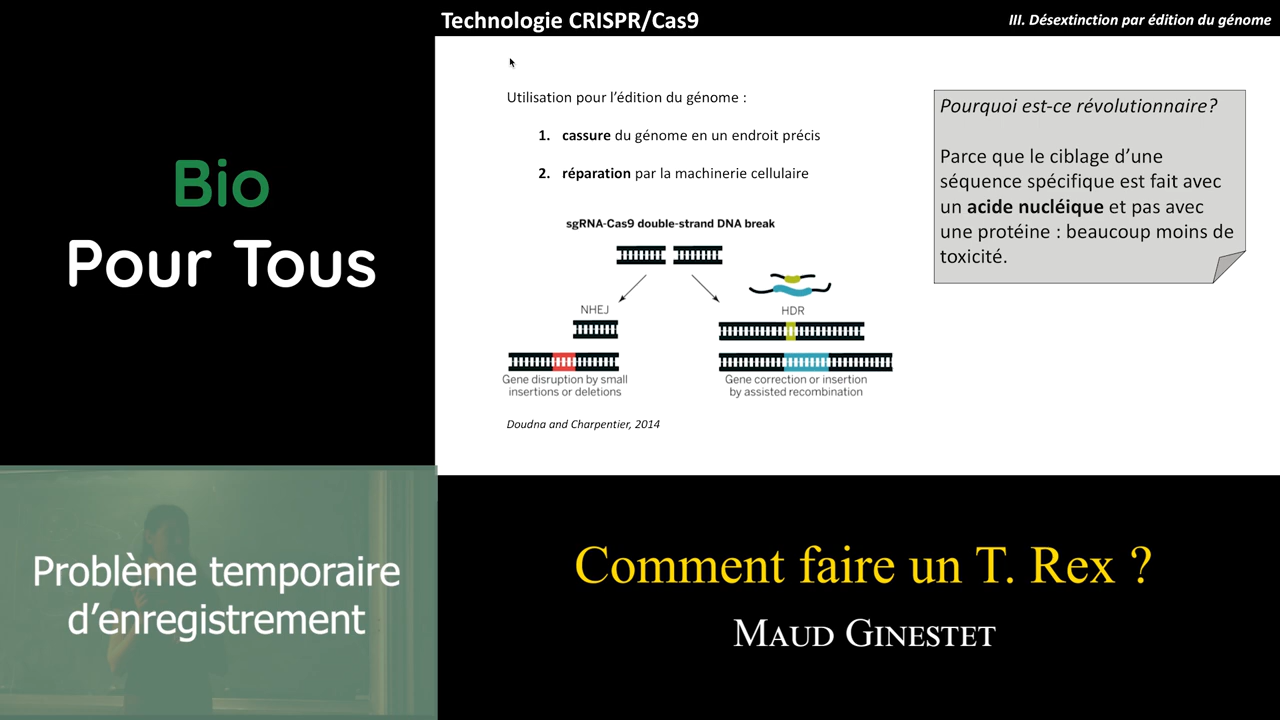 Technologie CRISPR/Cas9
III. Désextinction par édition du génome
Bio
Pour Tous
Utilisation pour l’édition du génome :
1. cassure du génome en un endroit précis
2. réparation par la machinerie cellulaire
sgRNA-Cas9 double-strand DNA break
NHEJ
Gene disruption by small
insertions or deletions
HDR
Gene correction or insertion
by assisted recombination
Doudna and Charpentier, 2014
Pourquoi est-ce révolutionnaire?
Parce que le ciblage d’une
séquence spécifique est fait avec
un acide nucléique et pas avec
une protéine : beaucoup moins de
toxicité.
Problème temporaire
d’enregistrement
Comment faire un T. Rex ?
MAUD GINESTET